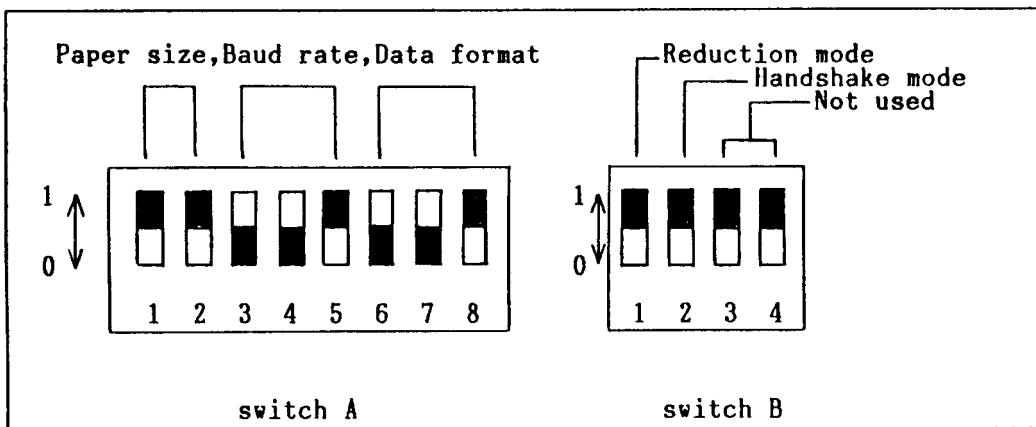 Paper size,Baud rate,Data format
Reduction mode
Handshake mode
Not used
1
0
1 2 3 4 5 6 7 8
switch A
1
0
1 2 3 4
switch B